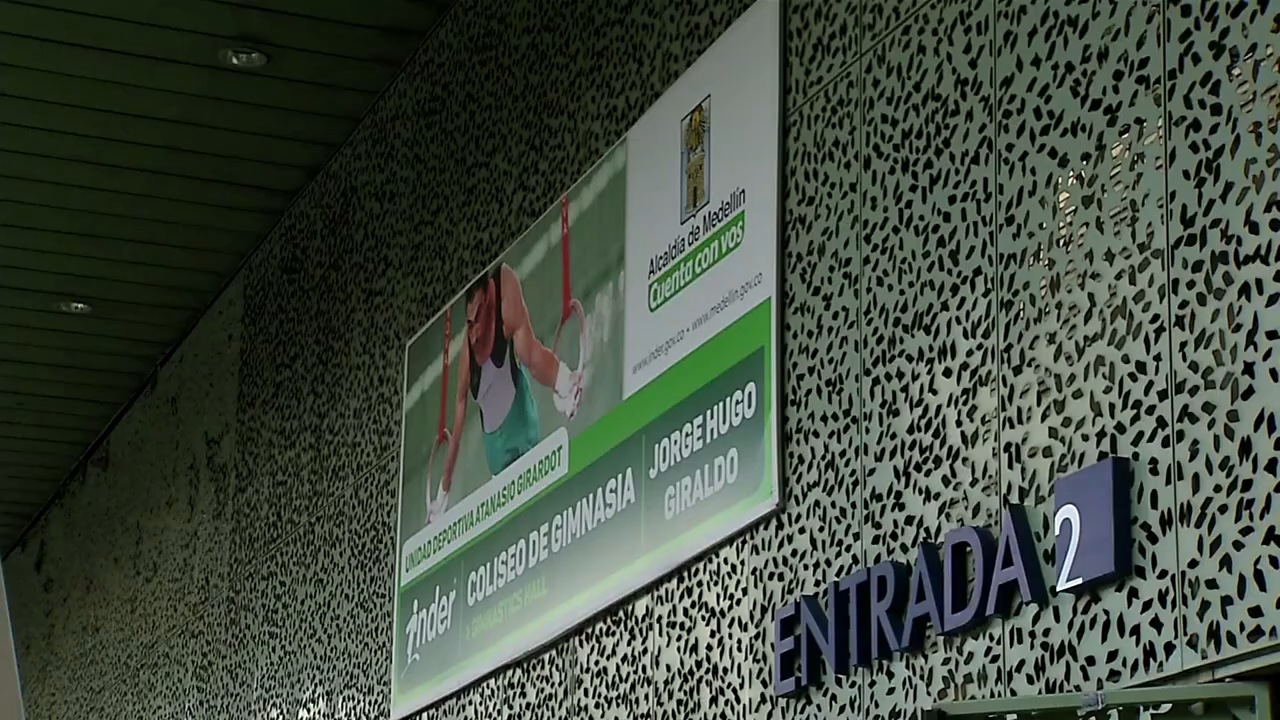 Alcaldía de Medellín
Cuenta con vos
www.inder.gov.co • www.medellin.gov.co
UNIDAD DEPORTIVA ATANASIO GIRARDOT
inder
COLISEO DE GIMNASIA
GYMNASTICS HALL
JORGE HUGO
GIRALDO
ENTRADA 2